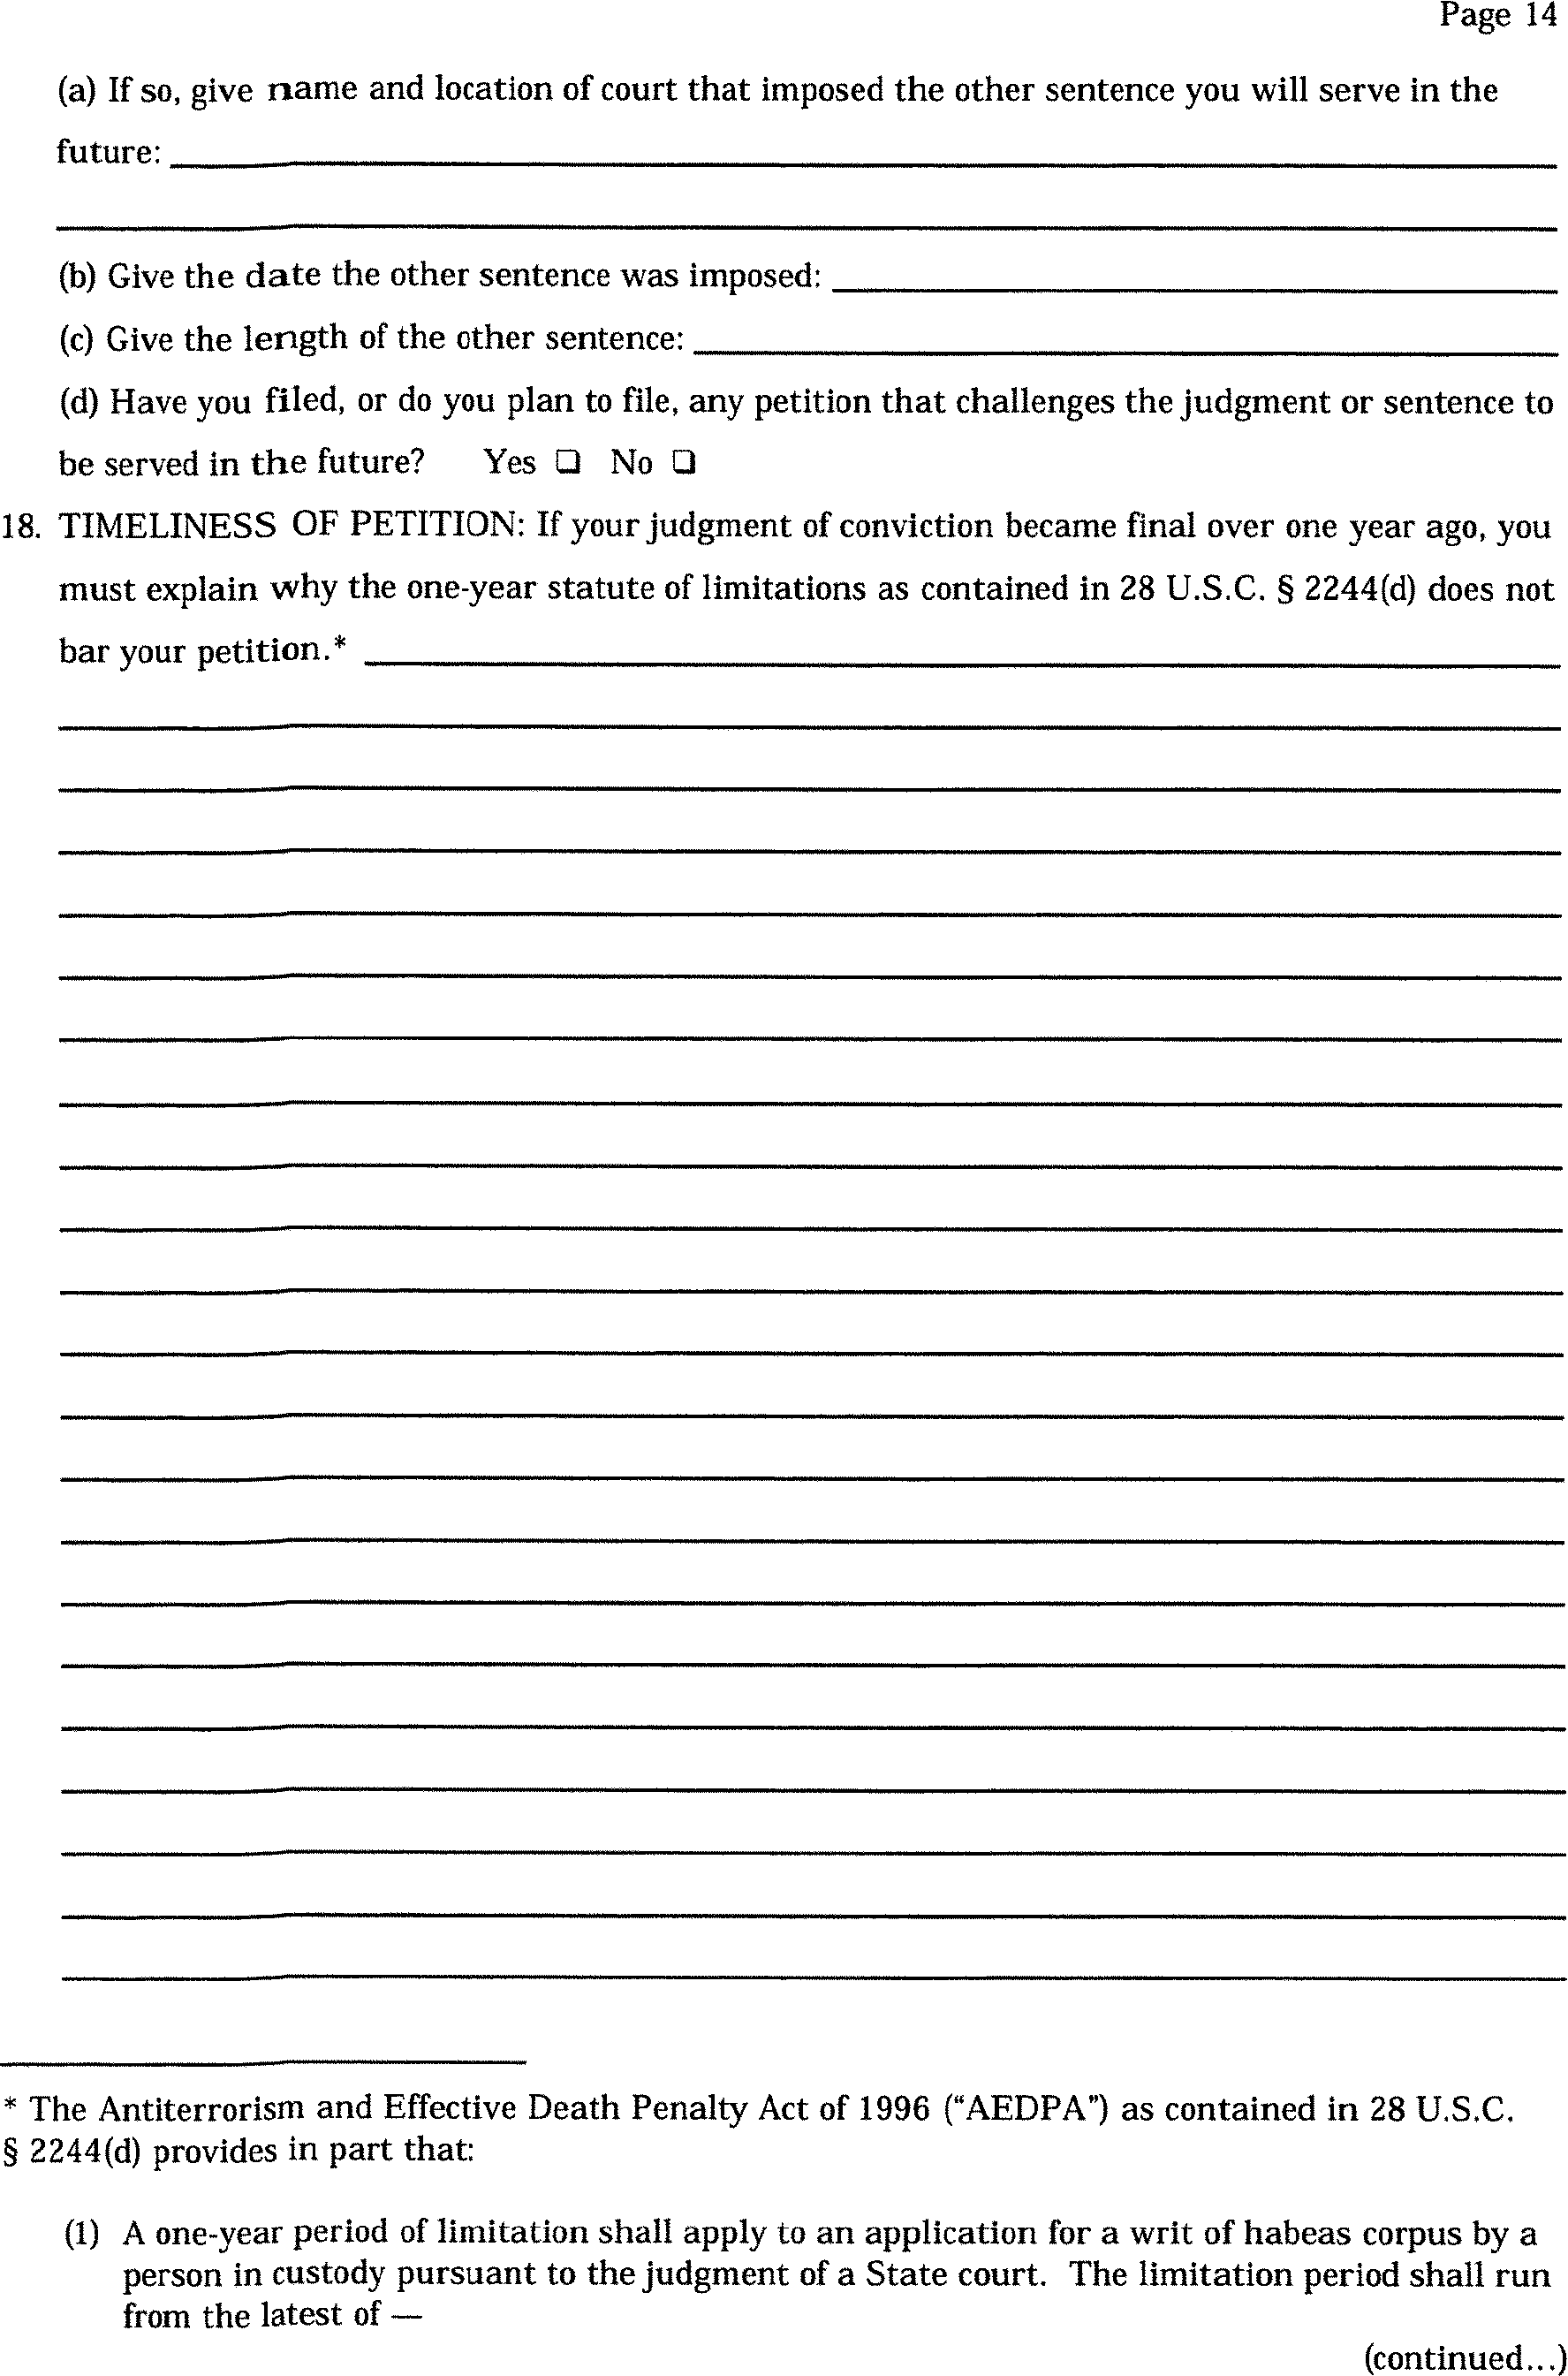 Page 14
(a) If so, give name and location of court that imposed the other sentence you will serve in the
future:
(b) Give the date the other sentence was imposed:
(c) Give the length of the other sentence:
(d) Have you filed, or do you plan to file, any petition that challenges the judgment or sentence to
be served in the future? Yes ❏ No ❏
18. TIMELINESS OF PETITION: If your judgment of conviction became final over one year ago, you
must explain why the one-year statute of limitations as contained in 28 U.S.C. § 2244(d) does not
bar your petition.*
* The Antiterrorism and Effective Death Penalty Act of 1996 (“AEDPA”) as contained in 28 U.S.C.
§ 2244(d) provides in part that:
(1) A one-year period of limitation shall apply to an application for a writ of habeas corpus by a
person in custody pursuant to the judgment of a State court. The limitation period shall run
from the latest of —
(continued...)